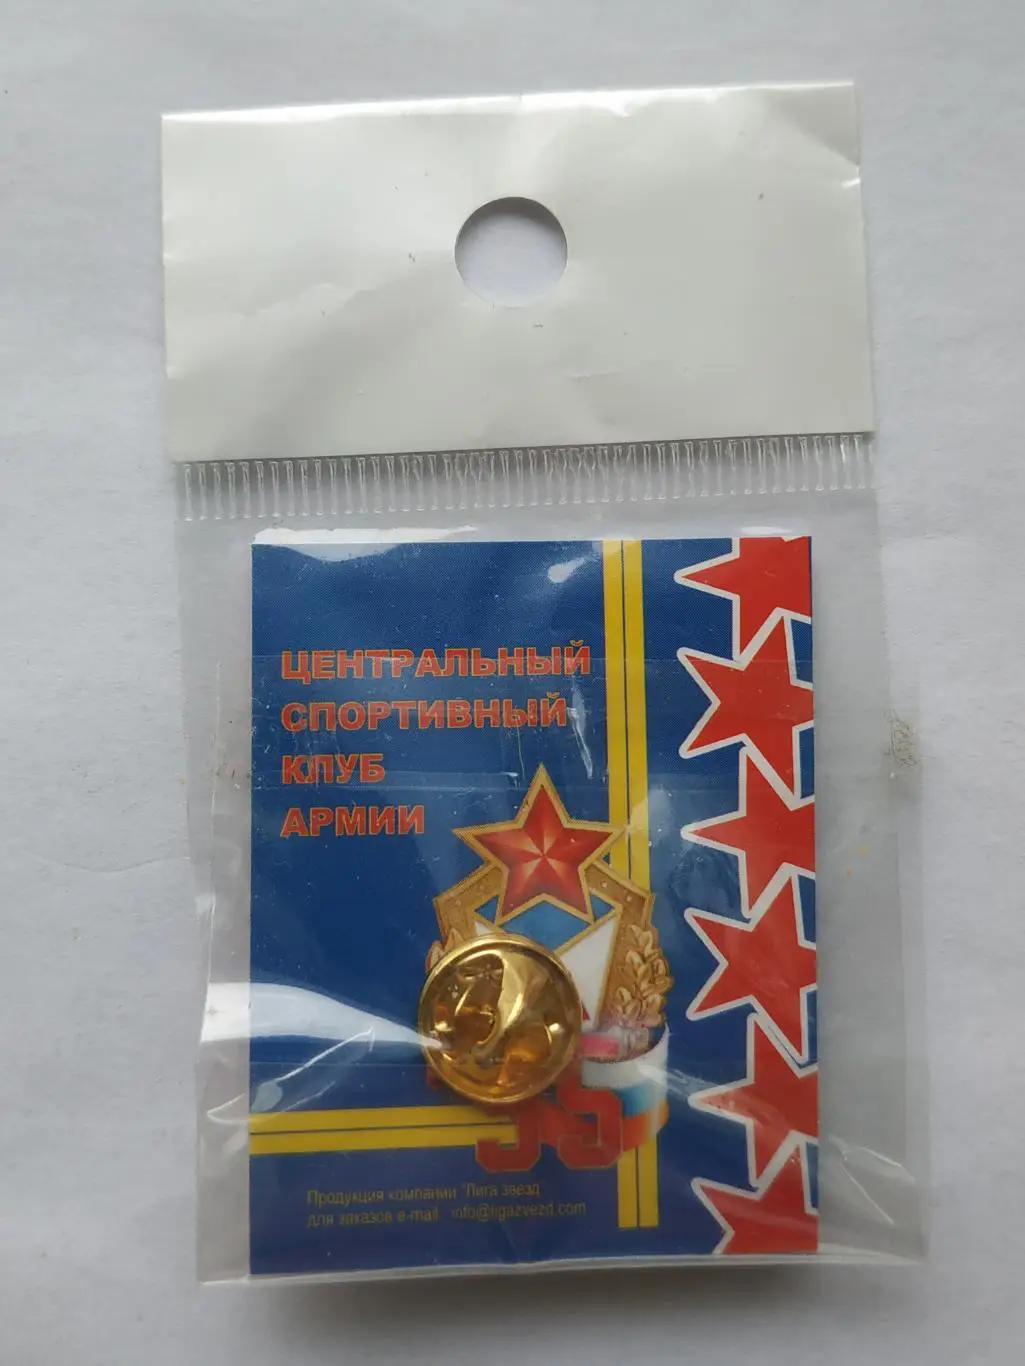 ЦЕНТРАЛЬНЫЙ
СПОРТИВНЫЙ
КЛУБ
АРМИИ
Продукция компании "Лига звезд"
для заказов e-mail: info@ligazvezd.com